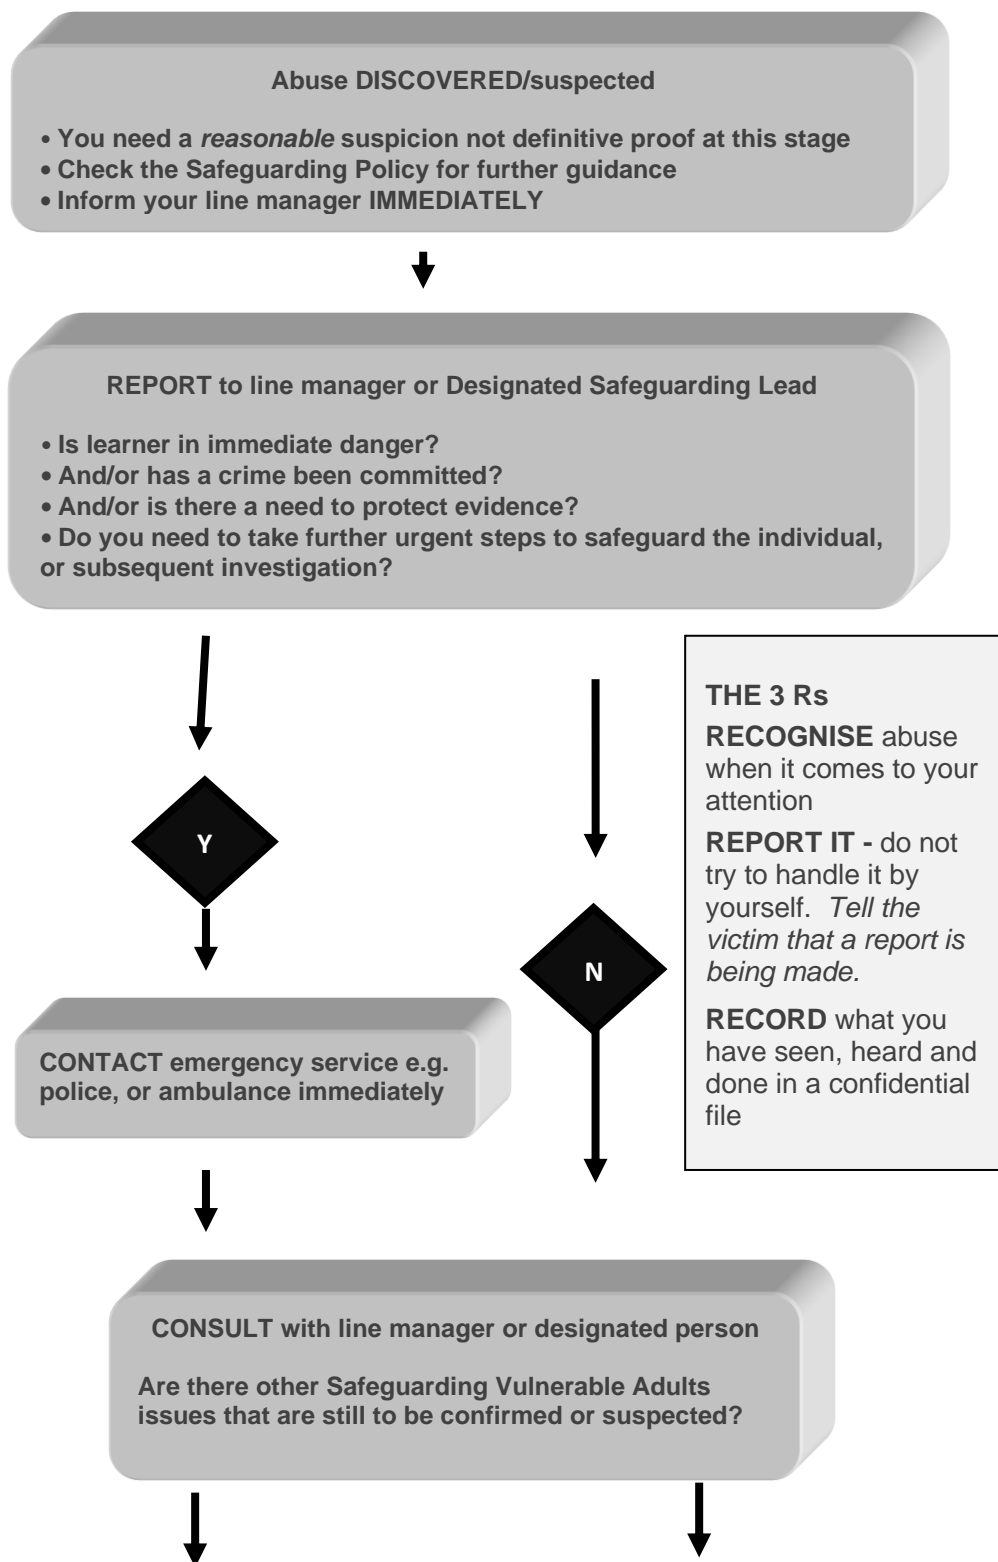 Abuse DISCOVERED/suspected
• You need a reasonable suspicion not definitive proof at this stage
• Check the Safeguarding Policy for further guidance
• Inform your line manager IMMEDIATELY
REPORT to line manager or Designated Safeguarding Lead
• Is learner in immediate danger?
• And/or has a crime been committed?
• And/or is there a need to protect evidence?
• Do you need to take further urgent steps to safeguard the individual,
or subsequent investigation?
Y
N
THE 3 Rs
RECOGNISE abuse
when it comes to your
attention
REPORT IT - do not
try to handle it by
yourself. Tell the
victim that a report is
being made.
RECORD what you
have seen, heard and
done in a confidential
file
CONTACT emergency service e.g.
police, or ambulance immediately
CONSULT with line manager or designated person
Are there other Safeguarding Vulnerable Adults
issues that are still to be confirmed or suspected?